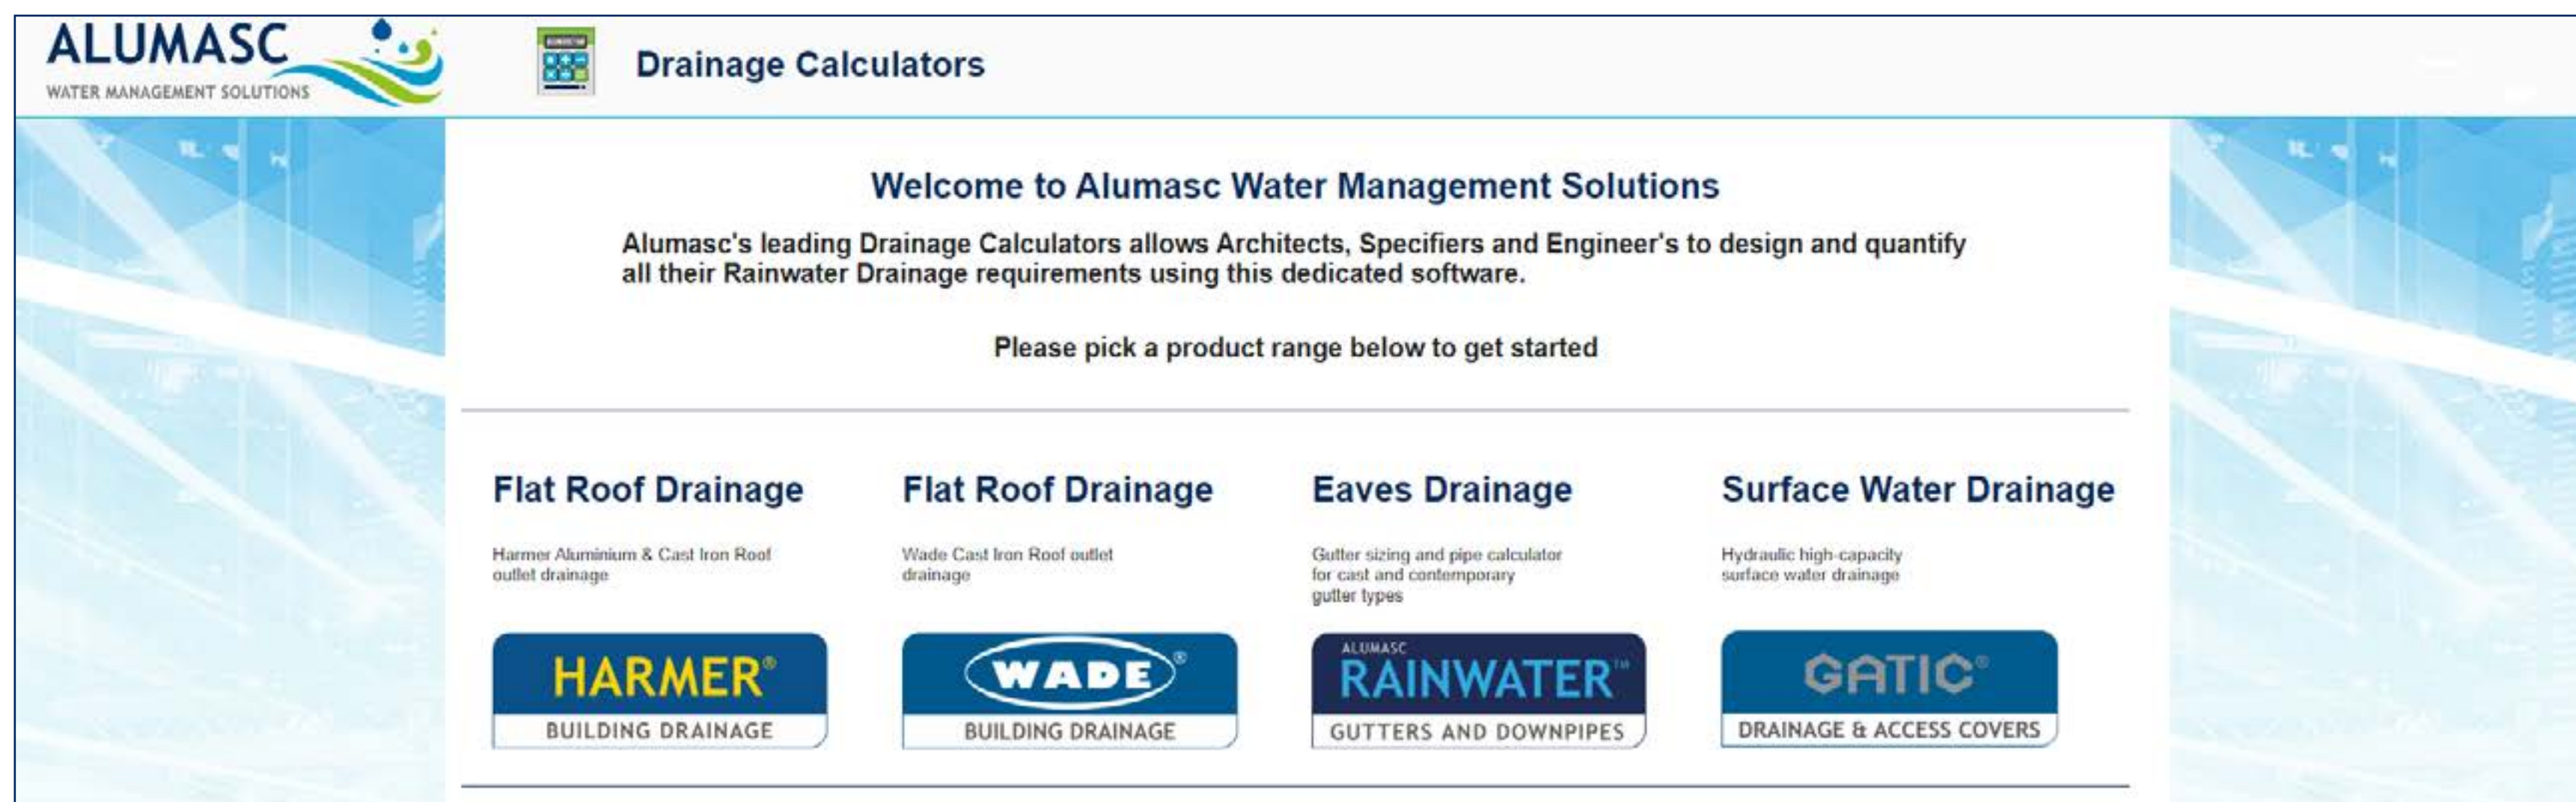 ALUMASC
WATER MANAGEMENT SOLUTIONS
Drainage Calculators
Welcome to Alumasc Water Management Solutions
Alumasc's leading Drainage Calculators allows Architects, Specifiers and Engineer's to design and quantify
all their Rainwater Drainage requirements using this dedicated software.
Please pick a product range below to get started
Flat Roof Drainage
Harmer Aluminium & Cast Iron Roof
outlet drainage
HARMER®
BUILDING DRAINAGE
Flat Roof Drainage
Wade Cast Iron Roof outlet
drainage
WADE®
BUILDING DRAINAGE
Eaves Drainage
Gutter sizing and pipe calculator
for cast and contemporary
gutter types
ALUMASC
RAINWATER™
GUTTERS AND DOWNPIPES
Surface Water Drainage
Hydraulic high-capacity
surface water drainage
GATIC®
DRAINAGE & ACCESS COVERS